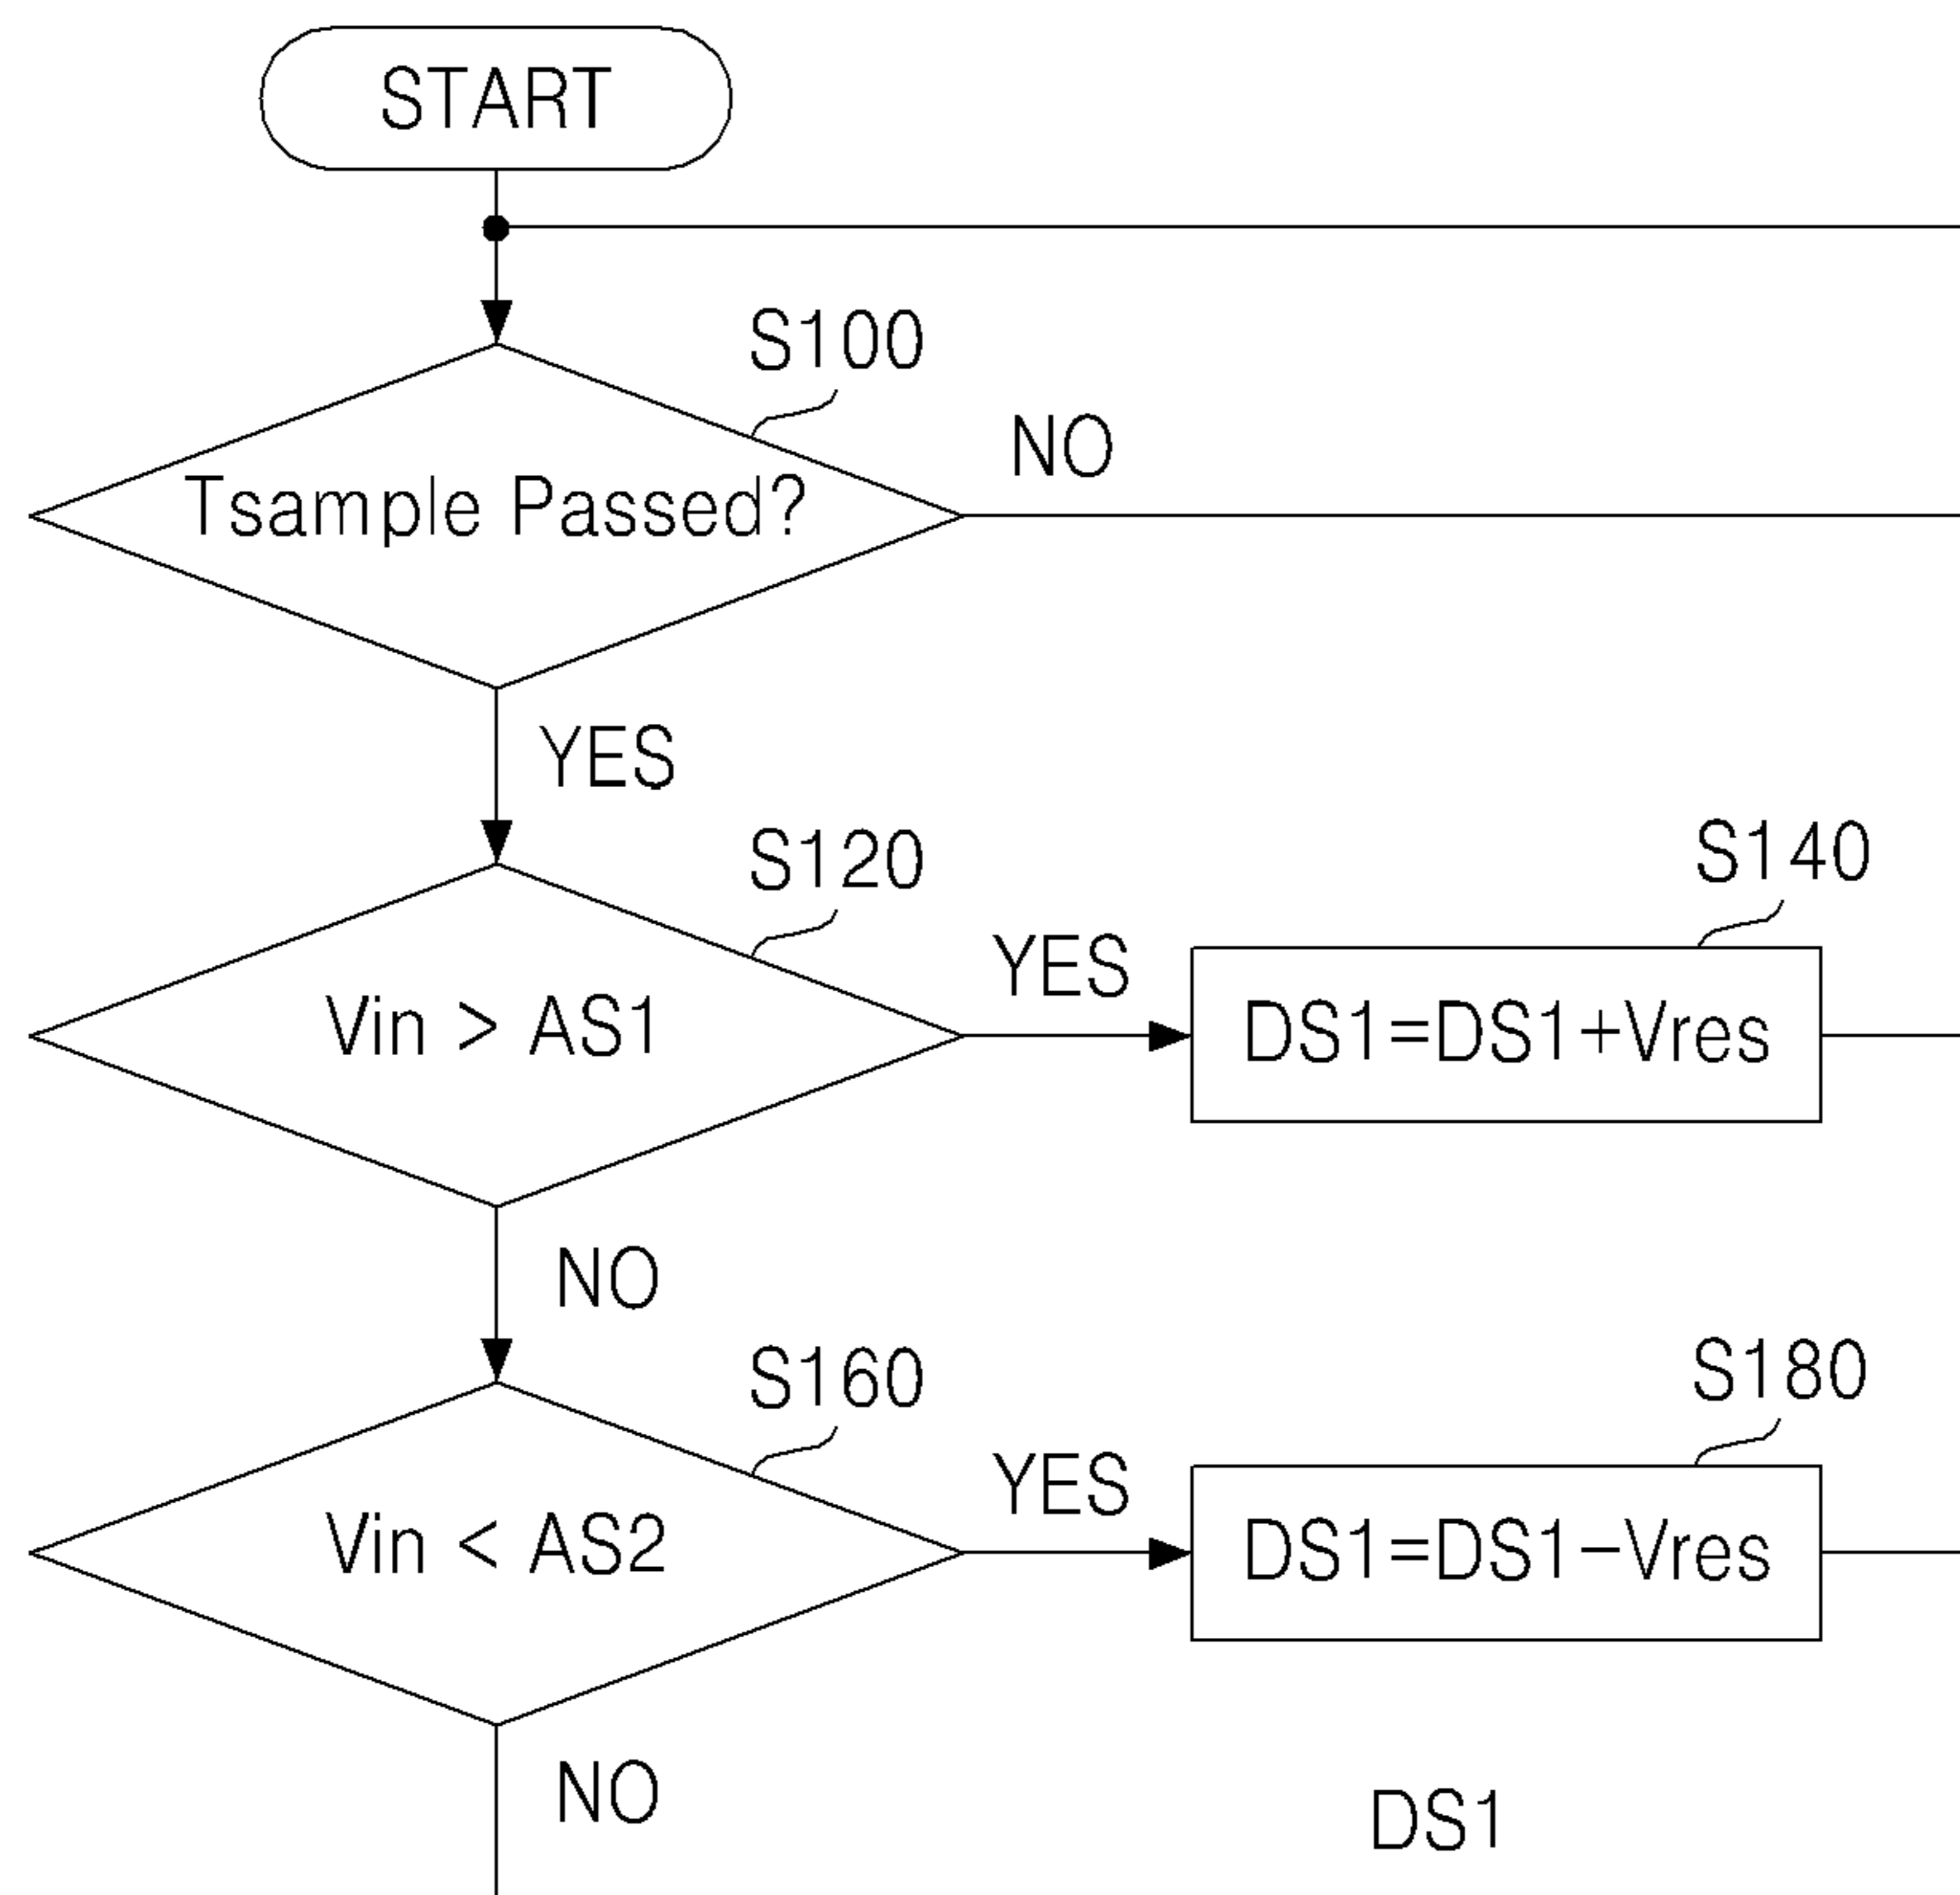 START
S100
NO
Tsample Passed?
YES
S120
S140
YES
Vin > AS1
DS1=DS1+Vres
NO
S160
S180
YES
Vin < AS2
DS1=DS1−Vres
NO
DS1